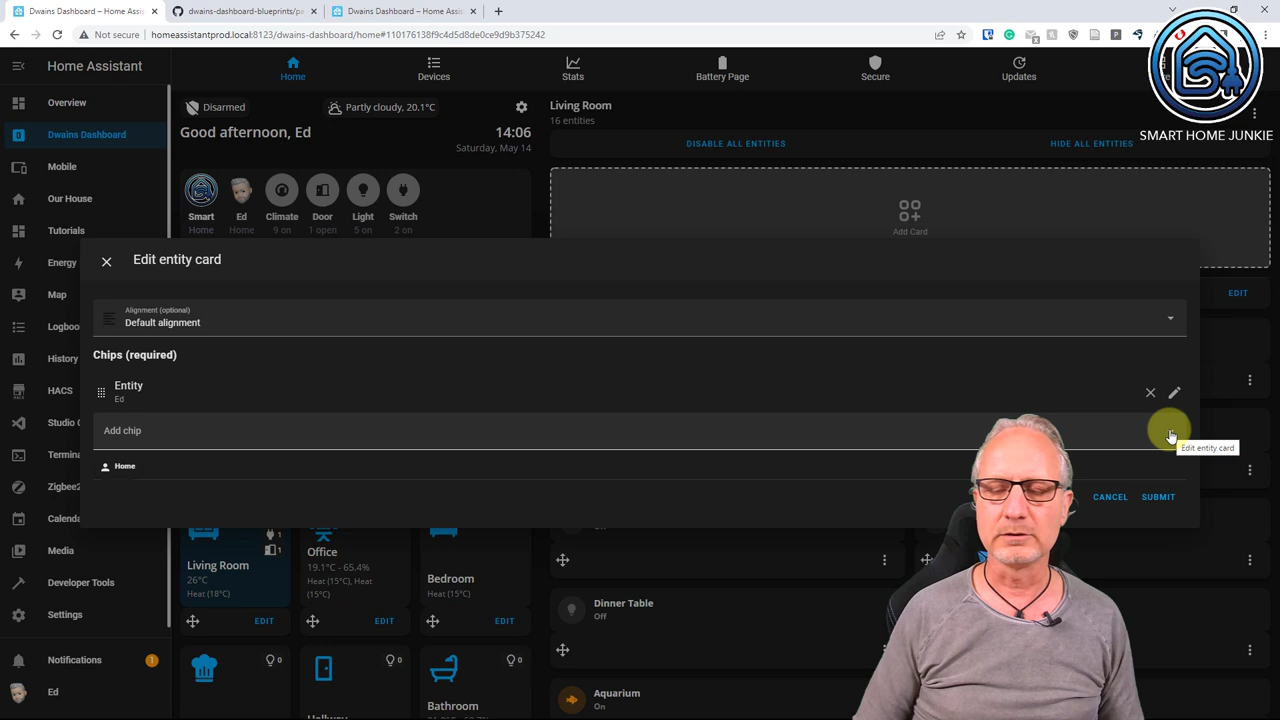 Dwains Dashboard – Home Assis
dwains-dashboard-blueprints/pe
Dwains Dashboard – Home Assis
Not secure
homeassistantprod.local:8123/dwains-dashboard/home#110176138f9c4d5d8de0ce9d9b375242
Home Assistant
Home
Devices
Stats
Battery Page
Secure
Updates
SMART HOME JUNKIE
Overview
Dwains Dashboard
Mobile
Our House
Tutorials
Energy
Map
Logboo
History
HACS
Studio C
Termina
Zigbee2
Calenda
Media
Developer Tools
Settings
Notifications
1
Ed
Disarmed
Partly cloudy, 20.1°C
Good afternoon, Ed
14:06
Saturday, May 14
Smart
Home
Ed
Home
Climate
9 on
Door
1 open
Light
5 on
Switch
2 on
Living Room
16 entities
DISABLE ALL ENTITIES
HIDE ALL ENTITIES
Add Card
EDIT
Edit entity card
Alignment (optional)
Default alignment
Chips (required)
Entity
Ed
Add chip
Edit entity card
Home
CANCEL
SUBMIT
1
1
Living Room
26°C
Heat (18°C)
EDIT
Office
19.1°C - 65.4%
Heat (15°C), Heat
(15°C)
EDIT
Bedroom
Heat (15°C)
EDIT
0
0
0
Bathroom
Dinner Table
Off
Aquarium
On